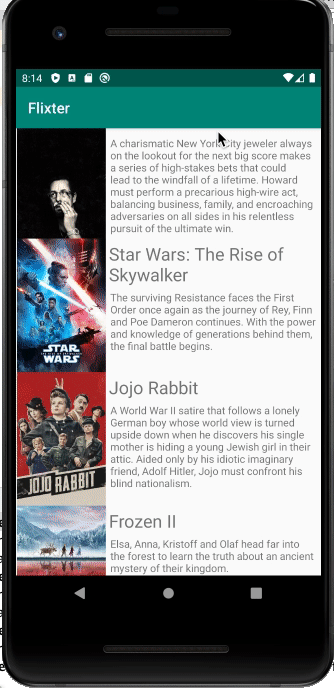 8:14
Flixter
A charismatic New York City jeweler always
on the lookout for the next big score makes
a series of high-stakes bets that could
lead to the windfall of a lifetime. Howard
must perform a precarious high-wire act,
balancing business, family, and encroaching
adversaries on all sides in his relentless
pursuit of the ultimate win.
Star Wars: The Rise of
Skywalker
The surviving Resistance faces the First
Order once again as the journey of Rey, Finn
and Poe Dameron continues. With the power
and knowledge of generations behind them,
the final battle begins.
STAR
WARS
Jojo Rabbit
A World War II satire that follows a lonely
German boy whose world view is turned
upside down when he discovers his single
mother is hiding a young Jewish girl in their
attic. Aided only by his idiotic imaginary
friend, Adolf Hitler, Jojo must confront his
blind nationalism.
JOJO RABBIT
Frozen II
Elsa, Anna, Kristoff and Olaf head far into
the forest to learn the truth about an ancient
mystery of their kingdom.